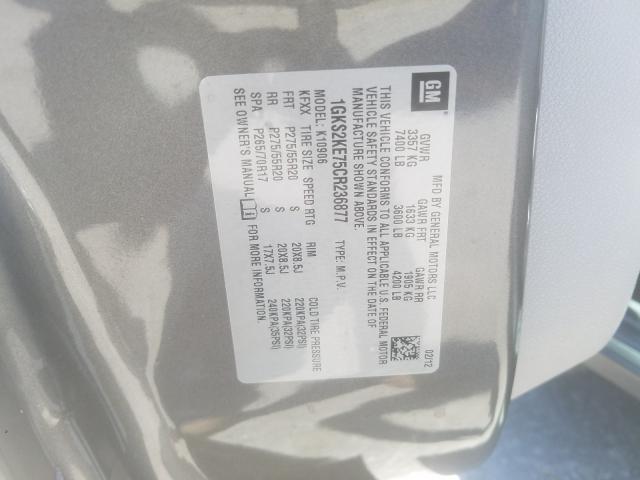 GM
MFD BY GENERAL MOTORS LLC 02/12
GVWR GAWR FRT GAWR RR
3357 KG 1633 KG 1905 KG
7400 LB 3600 LB 4200 LB
THIS VEHICLE CONFORMS TO ALL APPLICABLE U.S. FEDERAL MOTOR
VEHICLE SAFETY STANDARDS IN EFFECT ON THE DATE OF
MANUFACTURE SHOWN ABOVE.
1GKS2KE75CR236877 TYPE: M.P.V.
MODEL: K10906
KFXX TIRE SIZE SPEED RTG RIM COLD TIRE PRESSURE
FRT P275/55R20 S 20X8.5J 220KPA(32PSI)
RR P275/55R20 S 20X8.5J 220KPA(32PSI)
SPA P265/70R17 S 17X7.5J 240KPA(35PSI)
SEE OWNER'S MANUAL FOR MORE INFORMATION.